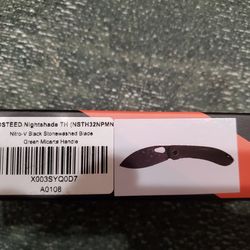 OSTEED Nightshade TH (NSTH32NPMN
Nitro-V Black Stonewashed Blade
Green Micarta Handle
X003SYQ0D7
A0108